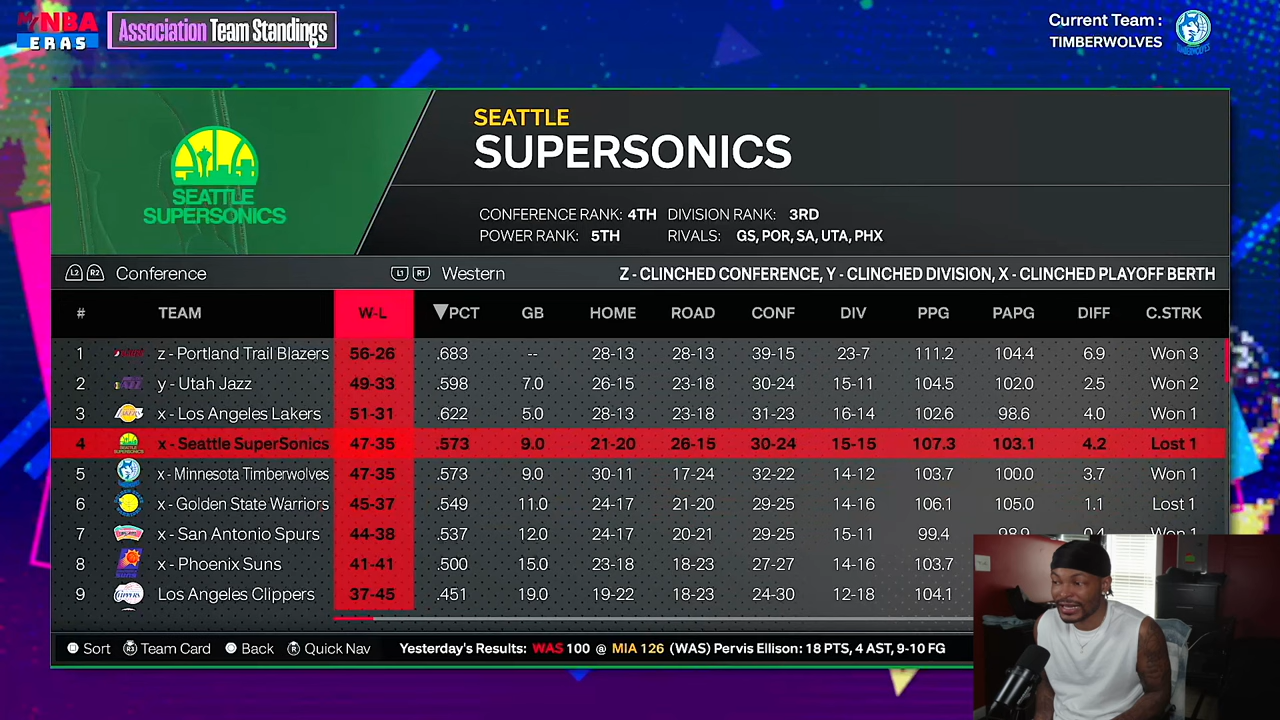 MyNBA
ERAS
Association Team Standings
Current Team :
TIMBERWOLVES
SEATTLE
SUPERSONICS
SEATTLE
SUPERSONICS
CONFERENCE RANK: 4TH DIVISION RANK: 3RD
POWER RANK: 5TH RIVALS: GS, POR, SA, UTA, PHX
L2 R2 Conference L1 R1 Western Z - CLINCHED CONFERENCE, Y - CLINCHED DIVISION, X - CLINCHED PLAYOFF BERTH
# TEAM W-L PCT GB HOME ROAD CONF DIV PPG PAPG DIFF C.STRK
1 z - Portland Trail Blazers 56-26 .683 -- 28-13 28-13 39-15 23-7 111.2 104.4 6.9 Won 3
2 y - Utah Jazz 49-33 .598 7.0 26-15 23-18 30-24 15-11 104.5 102.0 2.5 Won 2
3 x - Los Angeles Lakers 51-31 .622 5.0 28-13 23-18 31-23 16-14 102.6 98.6 4.0 Won 1
4 x - Seattle SuperSonics 47-35 .573 9.0 21-20 26-15 30-24 15-15 107.3 103.1 4.2 Lost 1
5 x - Minnesota Timberwolves 47-35 .573 9.0 30-11 17-24 32-22 14-12 103.7 100.0 3.7 Won 1
6 x - Golden State Warriors 45-37 .549 11.0 24-17 21-20 29-25 14-16 106.1 105.0 1.1 Lost 1
7 x - San Antonio Spurs 44-38 .537 12.0 24-17 20-21 29-25 15-11 99.4
8 x - Phoenix Suns 41-41 .500 15.0 23-18 18-23 27-27 14-16 103.7
9 Los Angeles Clippers 37-45 .451 19.0 19-22 18-23 24-30 12-18 104.1
Sort R3 Team Card Back R Quick Nav Yesterday's Results: WAS 100 @ MIA 126 (WAS) Pervis Ellison: 18 PTS, 4 AST, 9-10 FG